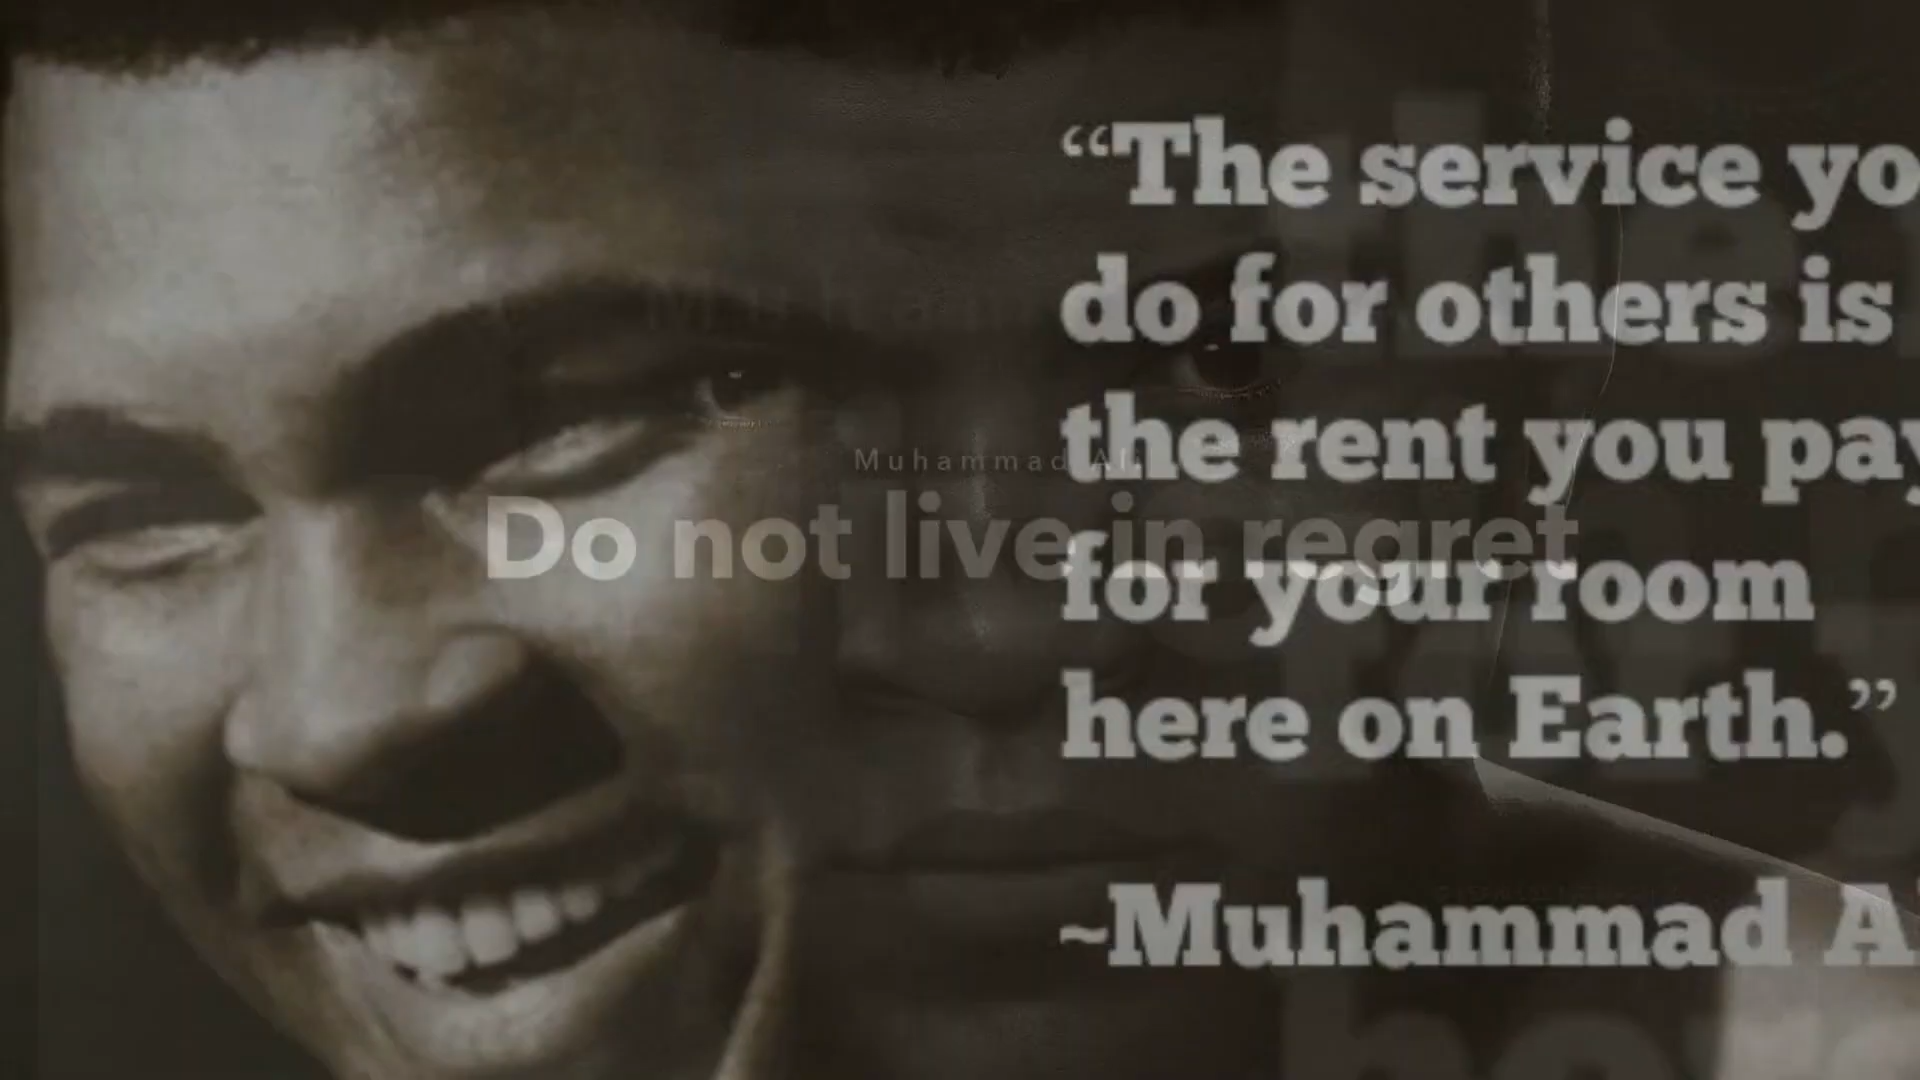 “The service yo
do for others is
the rent you pay
for your room
here on Earth.”
~Muhammad A
Muhammad Ali
Do not live in regret